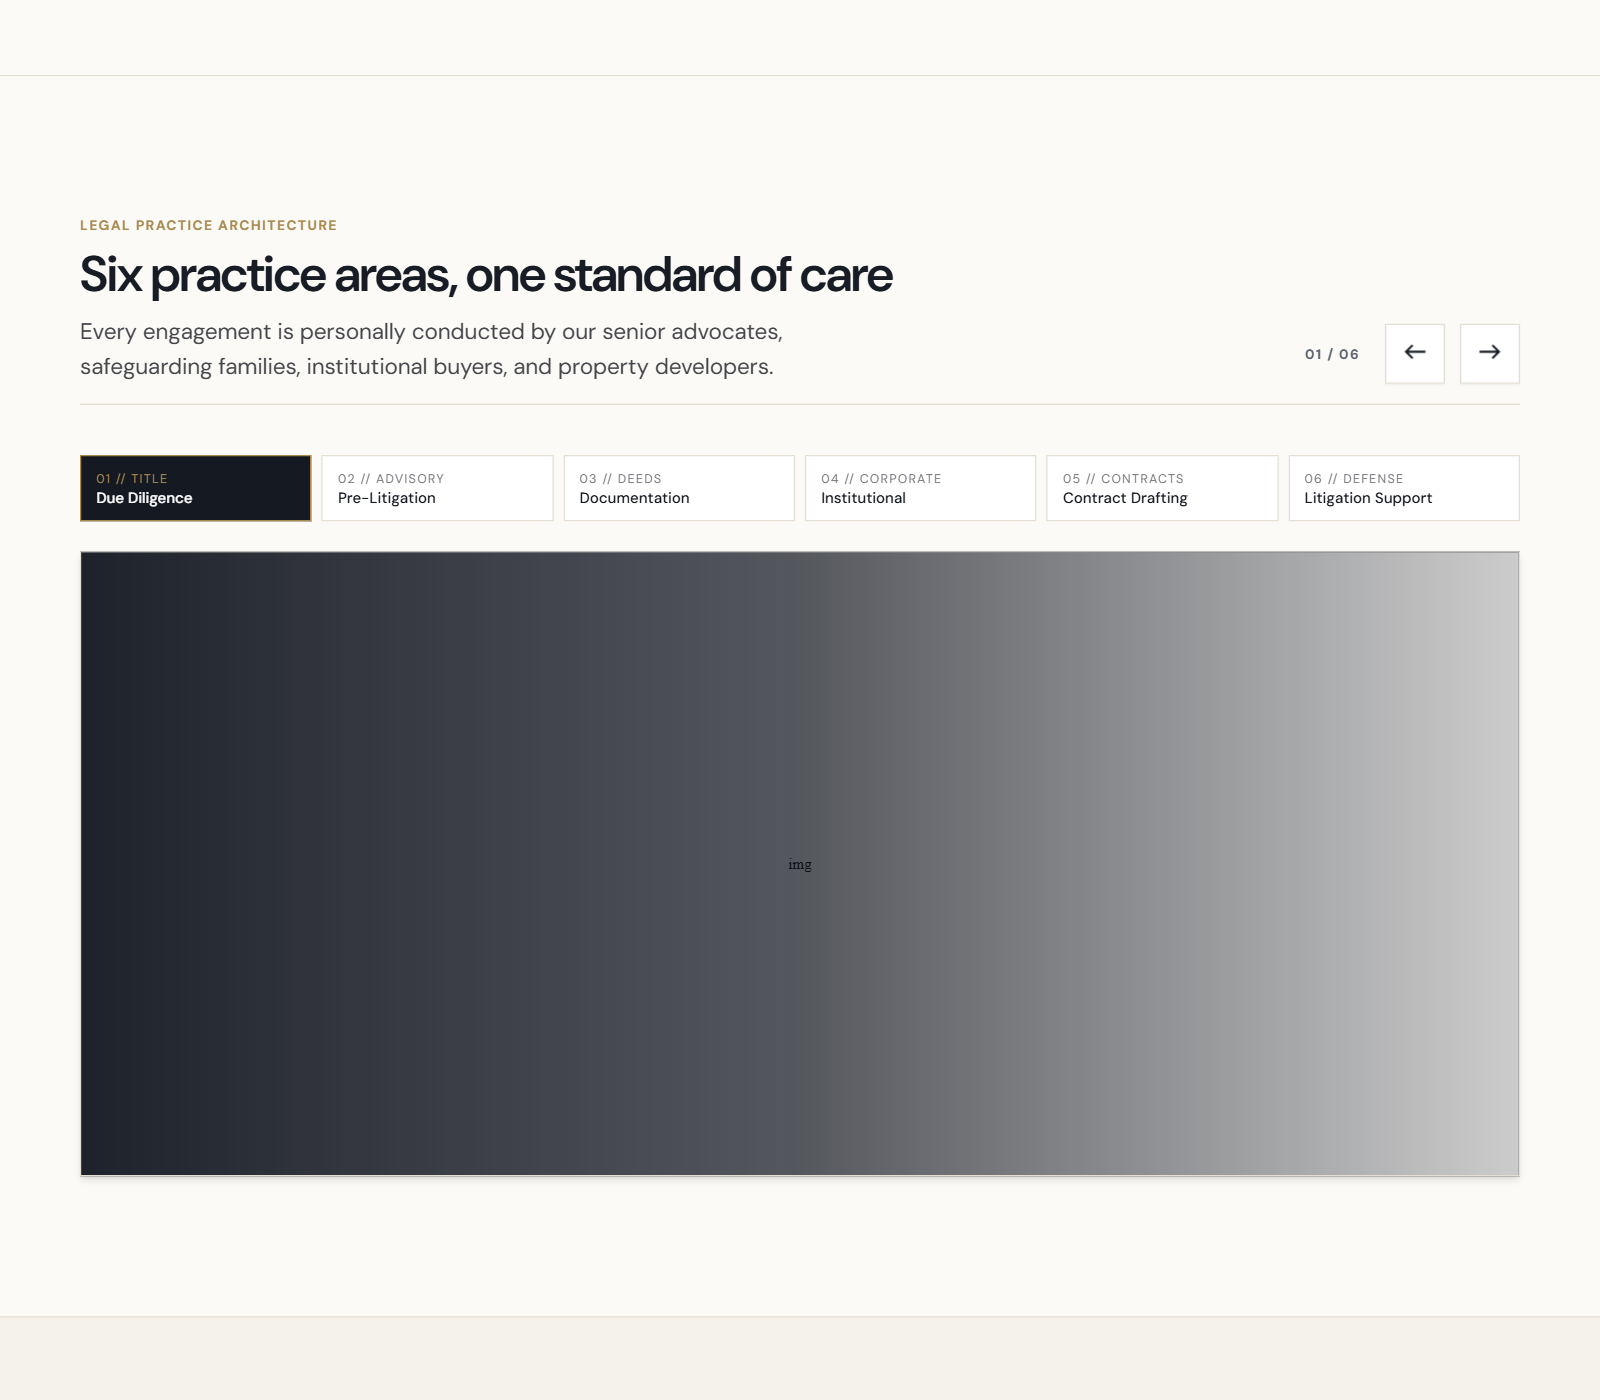 LEGAL PRACTICE ARCHITECTURE
Six practice areas, one standard of care
Every engagement is personally conducted by our senior advocates,
safeguarding families, institutional buyers, and property developers.
01 / 06
01 // TITLE
Due Diligence
02 // ADVISORY
Pre-Litigation
03 // DEEDS
Documentation
04 // CORPORATE
Institutional
05 // CONTRACTS
Contract Drafting
06 // DEFENSE
Litigation Support
img